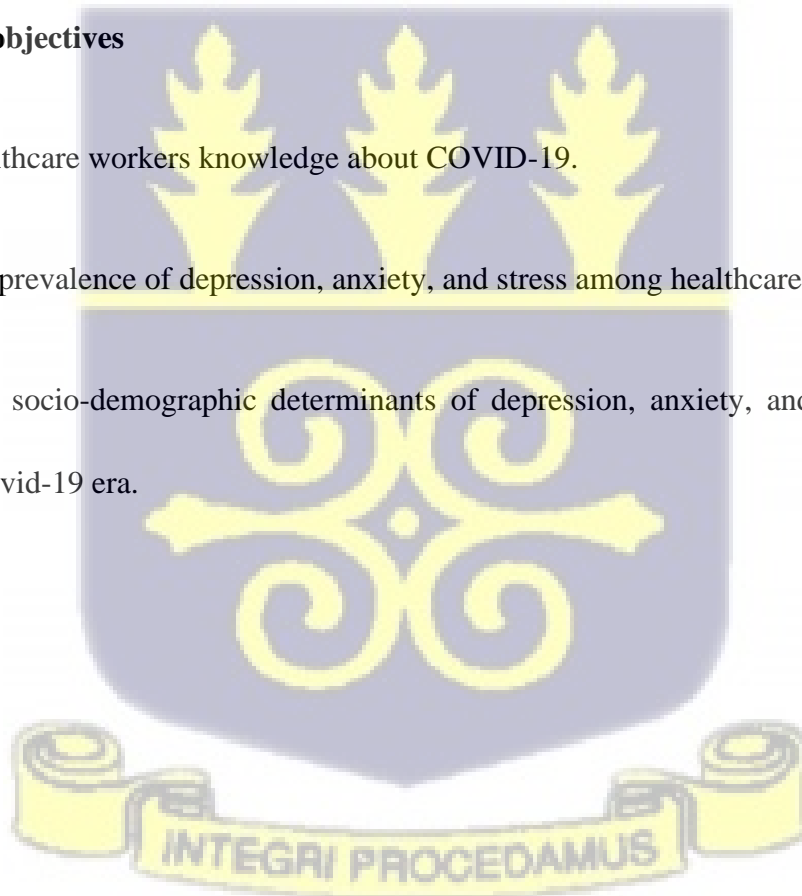 objectives
lthcare workers knowledge about COVID-19.
prevalence of depression, anxiety, and stress among healthcare
socio-demographic determinants of depression, anxiety, and
vid-19 era.
INTEGRI PROCEDAMUS